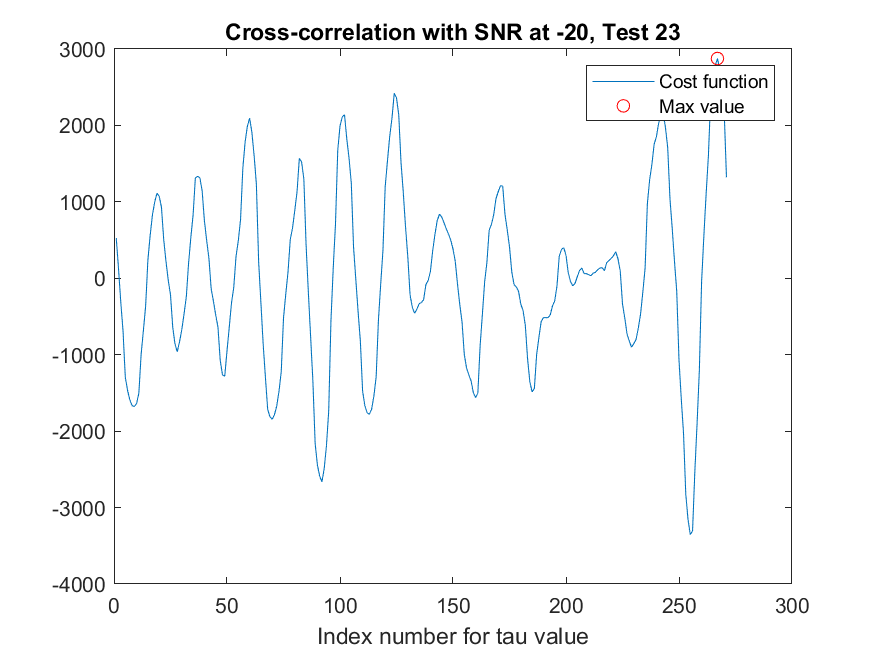 Cross-correlation with SNR at -20, Test 23
3000
2000
1000
0
-1000
-2000
-3000
-4000
Cost function
Max value
0 50 100 150 200 250 300
Index number for tau value